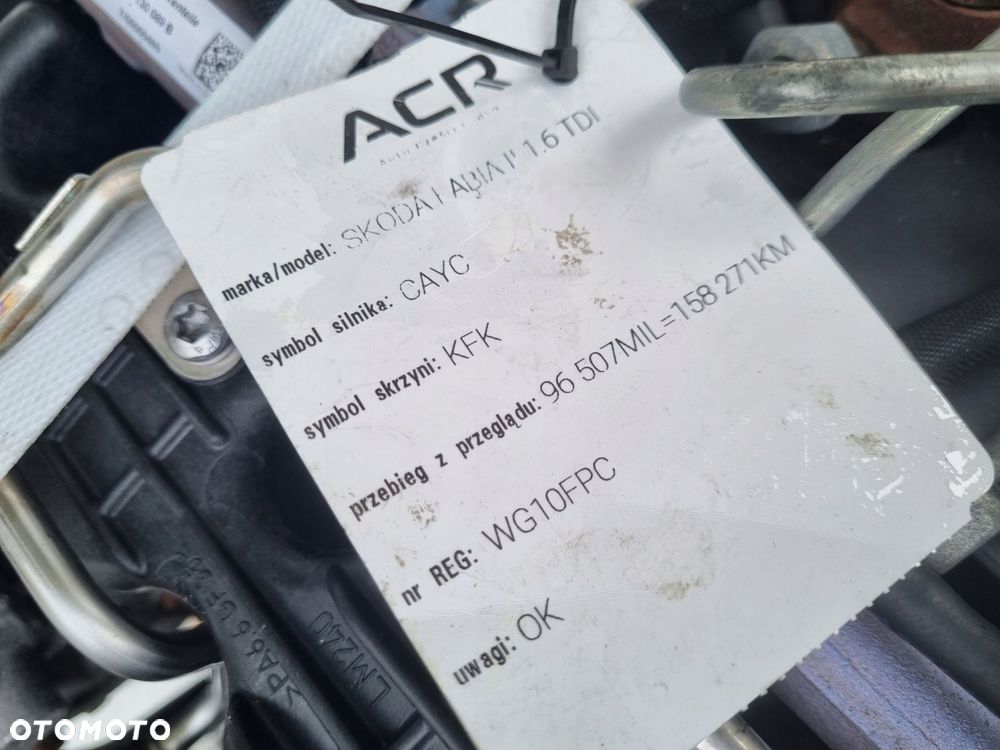 ACR
marka/model: SKODA FABIA II 1.6 TDI
symbol silnika: CAYC
symbol skrzyni: KFK
przebieg z przeglądu: 96 507MIL=158 271KM
nr REG: WG10FPC
uwagi: OK
LM240
OTOMOTO